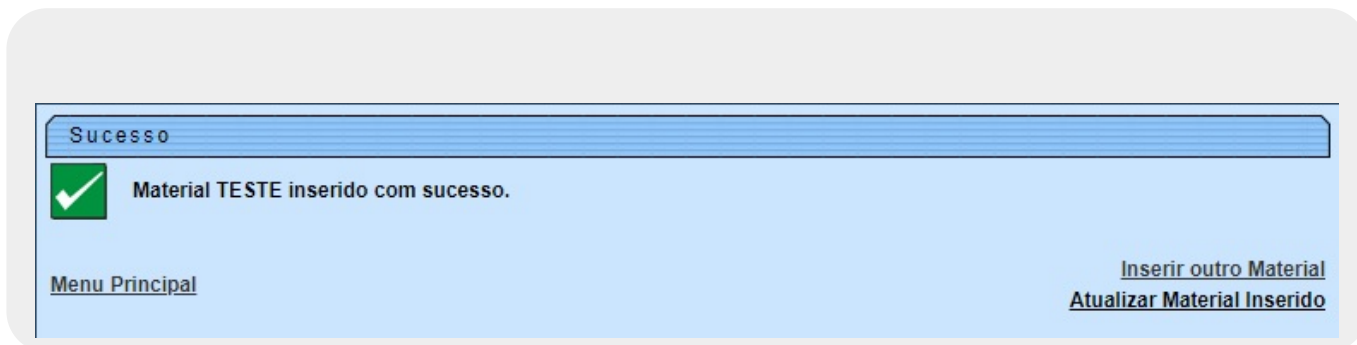 Sucesso
Material TESTE inserido com sucesso.
Menu Principal
Inserir outro Material
Atualizar Material Inserido